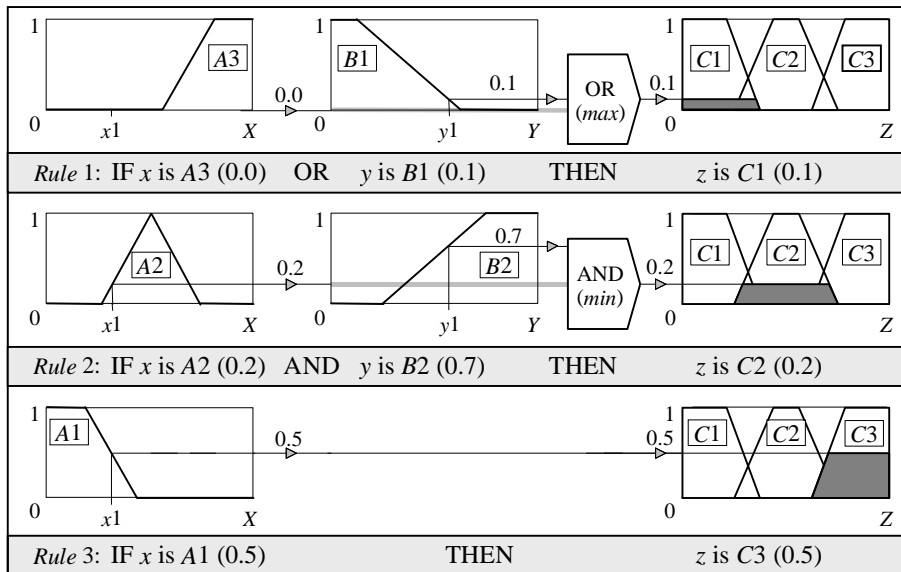 1 A3 B1 0.1 OR 0.1 C1 C2 C3
0.0 (max)
0 x1 X 0 y1 Y 0 Z
Rule 1: IF x is A3 (0.0) OR y is B1 (0.1) THEN z is C1 (0.1)
1 1 1
A2 0.2 0.7 B2 AND 0.2 C1 C2 C3
(min)
0 x1 X 0 y1 Y 0 Z
Rule 2: IF x is A2 (0.2) AND y is B2 (0.7) THEN z is C2 (0.2)
1 1
A1 0.5 0.5 C1 C2 C3
0 x1 X 0 Z
Rule 3: IF x is A1 (0.5) THEN z is C3 (0.5)